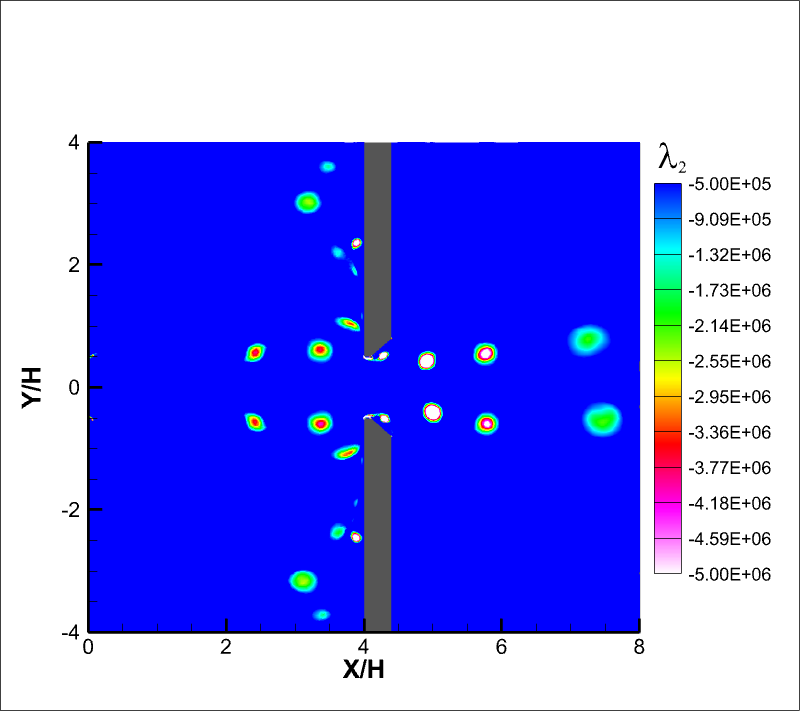 λ₂
-5.00E+05
-9.09E+05
-1.32E+06
-1.73E+06
-2.14E+06
-2.55E+06
-2.95E+06
-3.36E+06
-3.77E+06
-4.18E+06
-4.59E+06
-5.00E+06
4
2
0
-2
-4
Y/H
0 2 4 6 8
X/H